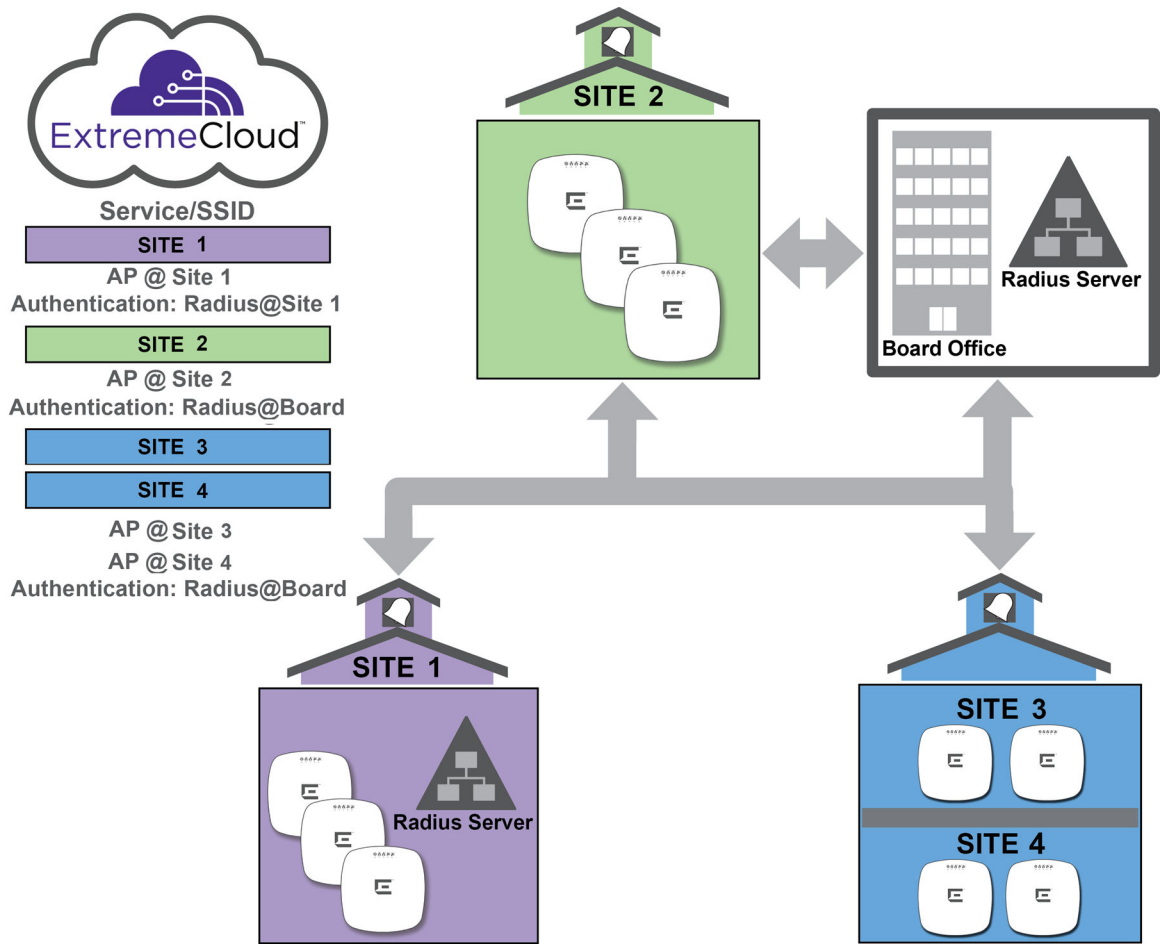 ExtremeCloud™
Service/SSID
SITE 1
AP @ Site 1
Authentication: Radius@Site 1
SITE 2
AP @ Site 2
Authentication: Radius@Board
SITE 3
SITE 4
AP @ Site 3
AP @ Site 4
Authentication: Radius@Board
SITE 2
Radius Server
Board Office
SITE 1
Radius Server
SITE 3
SITE 4